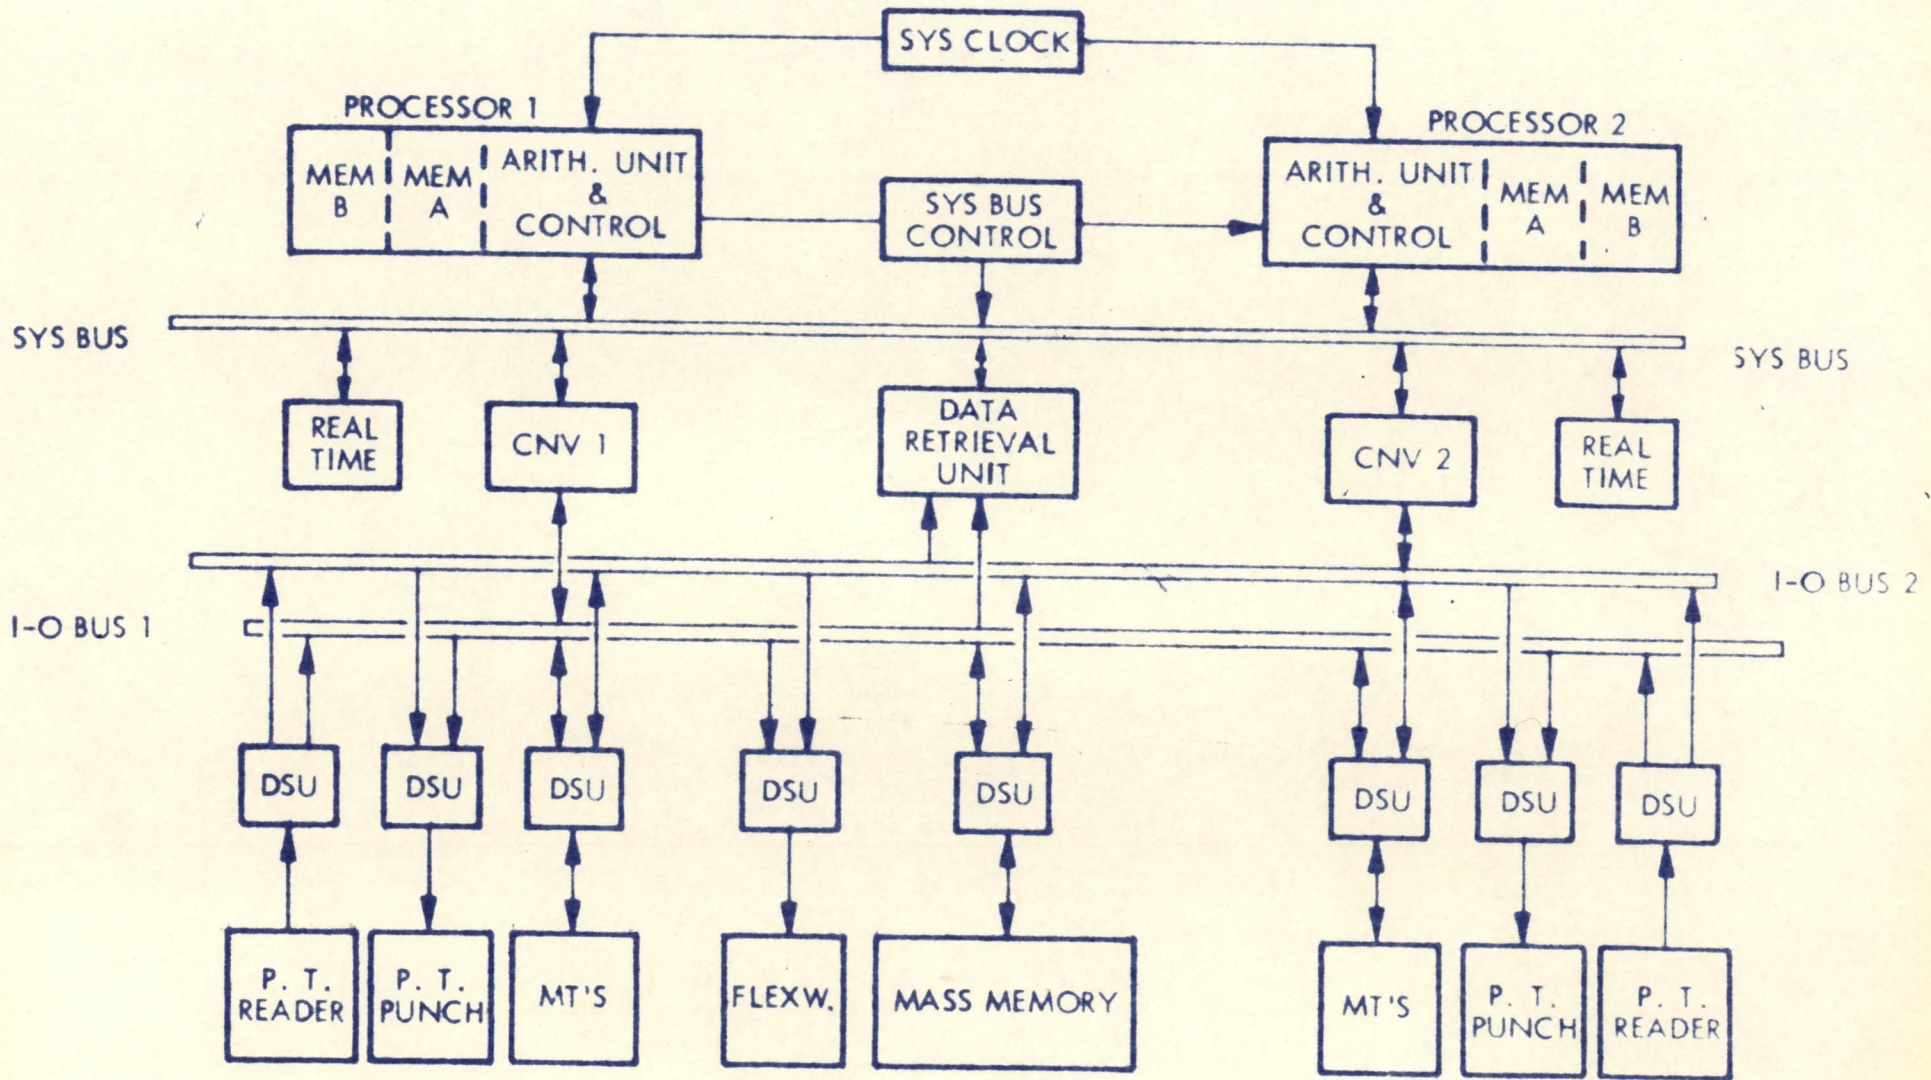 SYS CLOCK
PROCESSOR 1
PROCESSOR 2
MEM
B
MEM
A
ARITH. UNIT
&
CONTROL
SYS BUS
CONTROL
ARITH. UNIT
&
CONTROL
MEM
A
MEM
B
SYS BUS
SYS BUS
REAL
TIME
CNV 1
DATA
RETRIEVAL
UNIT
CNV 2
REAL
TIME
I-O BUS 2
I-O BUS 1
DSU
DSU
DSU
DSU
DSU
DSU
DSU
DSU
P. T.
READER
P. T.
PUNCH
MT'S
FLEXW.
MASS MEMORY
MT'S
P. T.
PUNCH
P. T.
READER